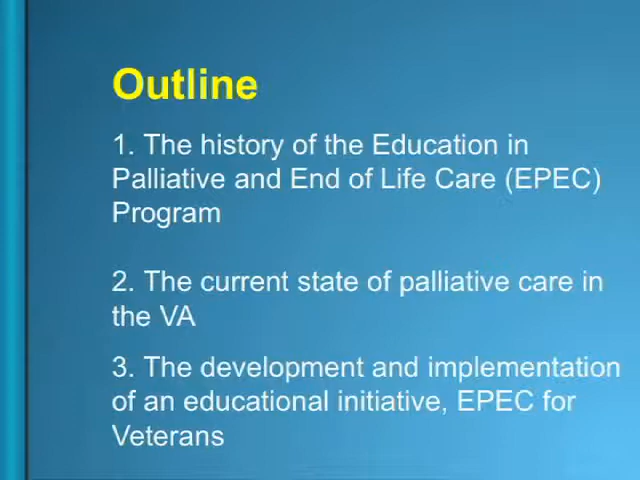 Outline
1. The history of the Education in
Palliative and End of Life Care (EPEC)
Program
2. The current state of palliative care in
the VA
3. The development and implementation
of an educational initiative, EPEC for
Veterans